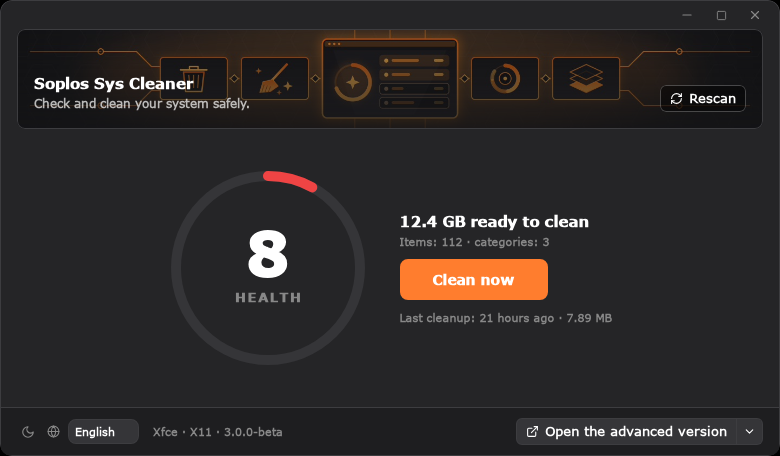 Soplos Sys Cleaner
Check and clean your system safely.
Rescan
8
HEALTH
12.4 GB ready to clean
Items: 112 · categories: 3
Clean now
Last cleanup: 21 hours ago · 7.89 MB
English
Xfce · X11 · 3.0.0-beta
Open the advanced version